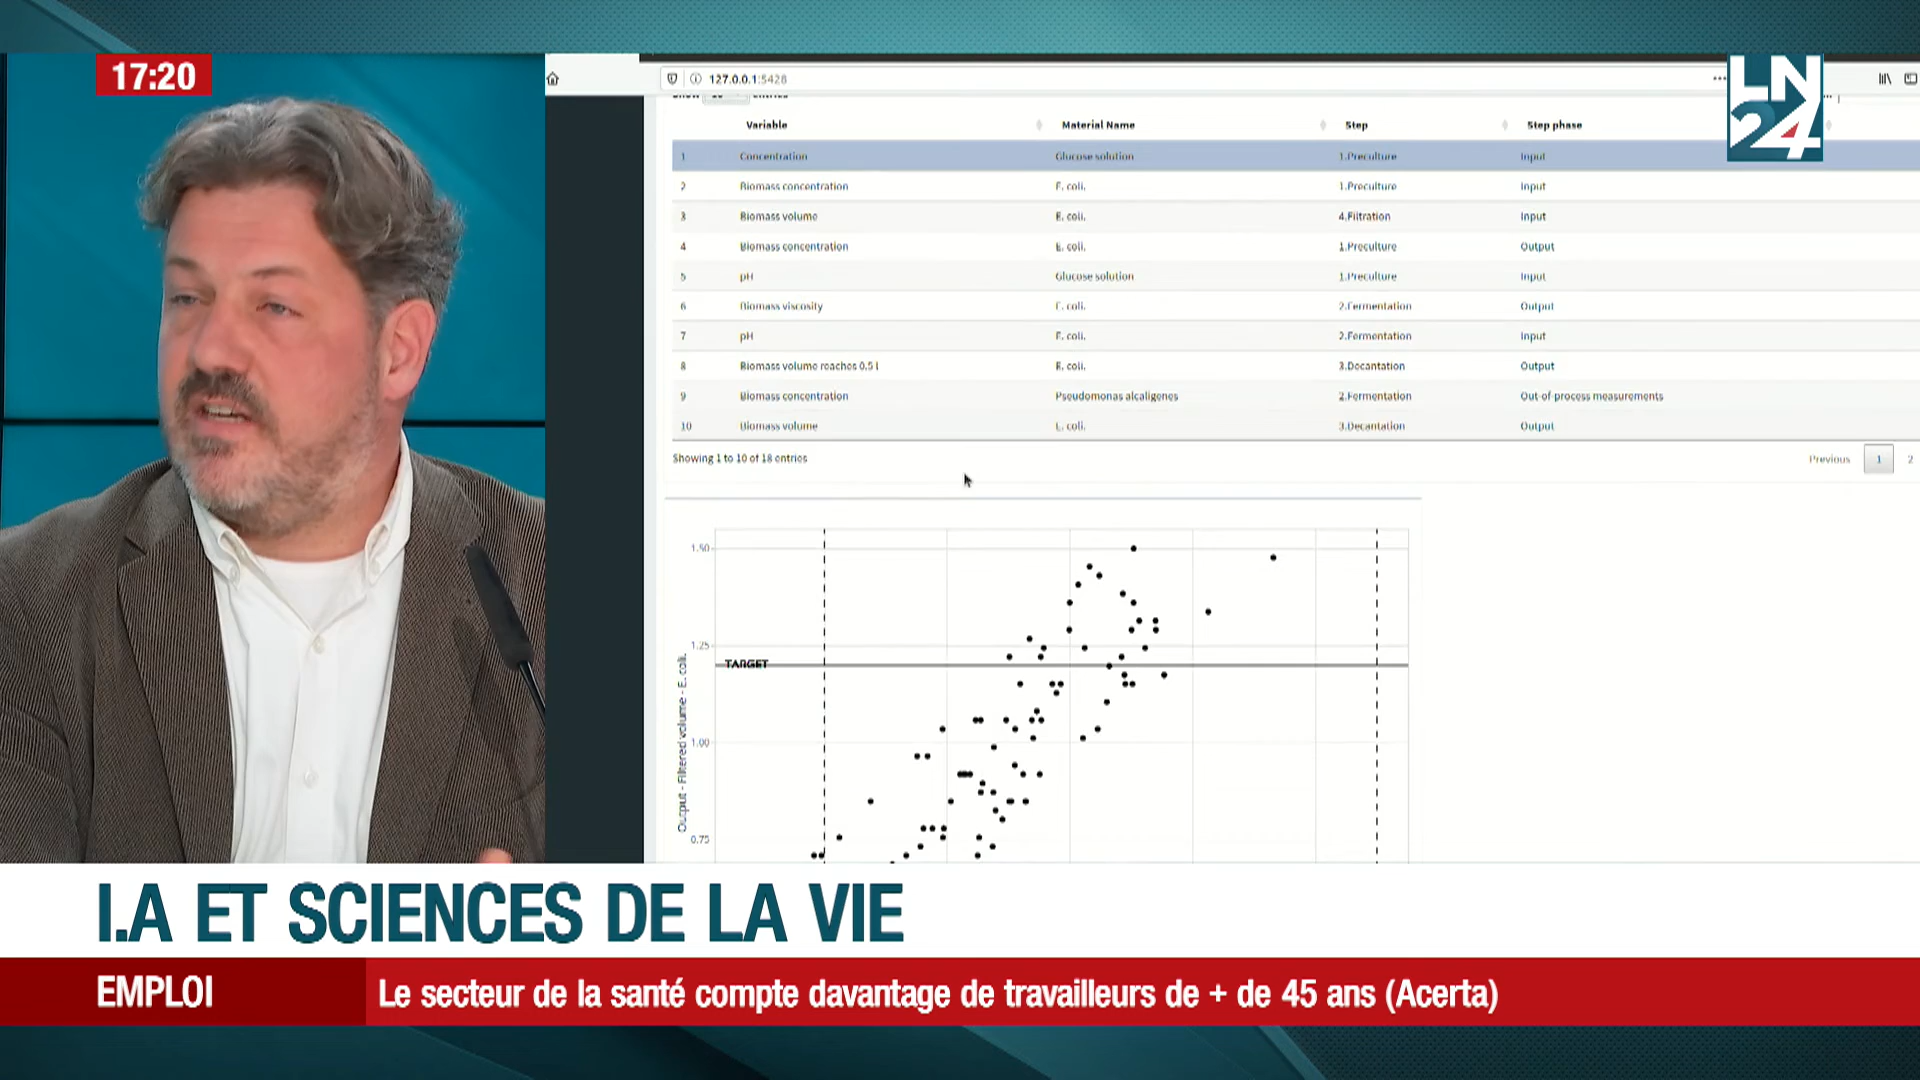 17:20
127.0.0.1:5428
LN
24
Variable Material Name Step Step phase
1 Concentration Glucose solution 1.Preculture Input
2 Biomass concentration E. coli. 1.Preculture Input
3 Biomass volume E. coli. 4.Filtration Input
4 Biomass concentration E. coli. 1.Preculture Output
5 pH Glucose solution 1.Preculture Input
6 Biomass viscosity E. coli. 2.Fermentation Output
7 pH E. coli. 2.Fermentation Input
8 Biomass volume reaches 0.5 l E. coli. 3.Decantation Output
9 Biomass concentration Pseudomonas alcaligenes 2.Fermentation Out of process measurements
10 Biomass volume E. coli. 3.Decantation Output
Showing 1 to 10 of 18 entries
Previous 1 2
1.50
1.25
TARGET
1.00
0.75
Output - Filtered volume - E. coli.
I.A ET SCIENCES DE LA VIE
EMPLOI
Le secteur de la santé compte davantage de travailleurs de + de 45 ans (Acerta)